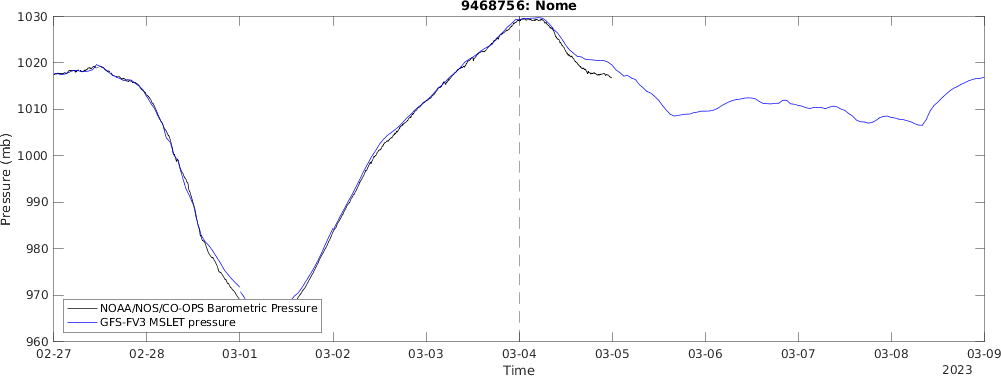 9468756: Nome
Pressure (mb)
1030
1020
1010
1000
990
980
970
960
NOAA/NOS/CO-OPS Barometric Pressure
GFS-FV3 MSLET pressure
02-27 02-28 03-01 03-02 03-03 03-04 03-05 03-06 03-07 03-08 03-09
Time
2023